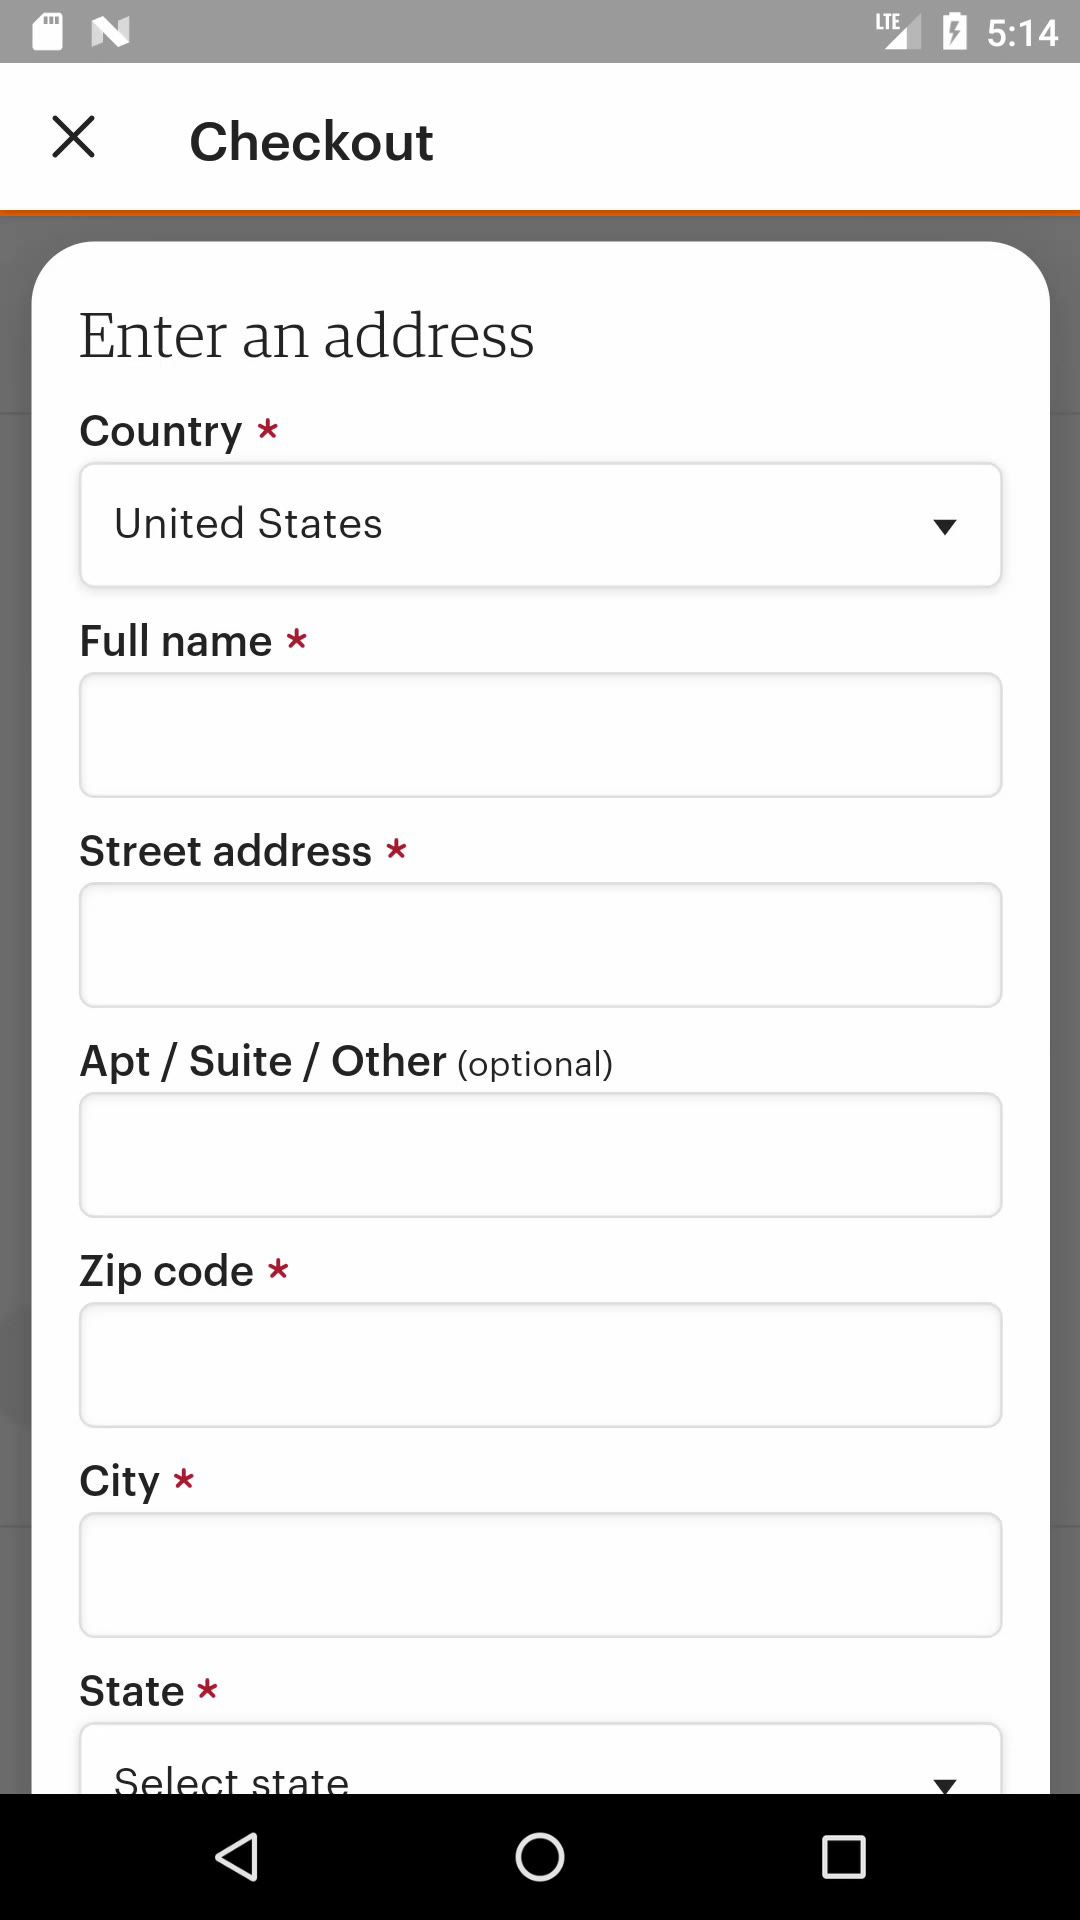 LTE 5:14
Checkout
Enter an address
Country *
United States
Full name *
Street address *
Apt / Suite / Other (optional)
Zip code *
City *
State *
Select state